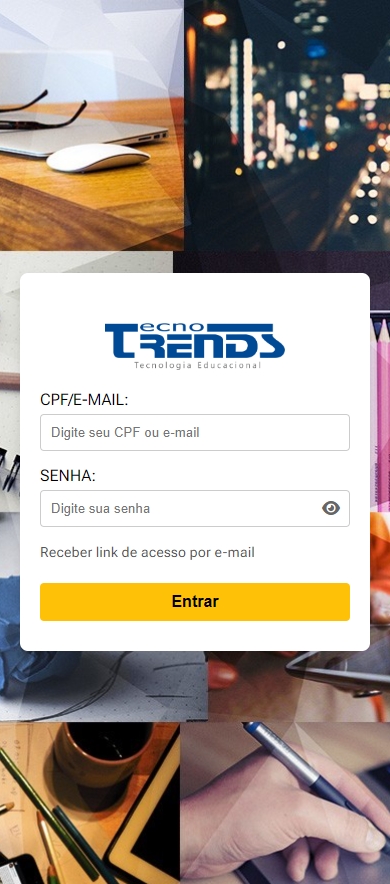 Tecno
TRENDS
Tecnologia Educacional
CPF/E-MAIL:
Digite seu CPF ou e-mail
SENHA:
Digite sua senha
Receber link de acesso por e-mail
Entrar